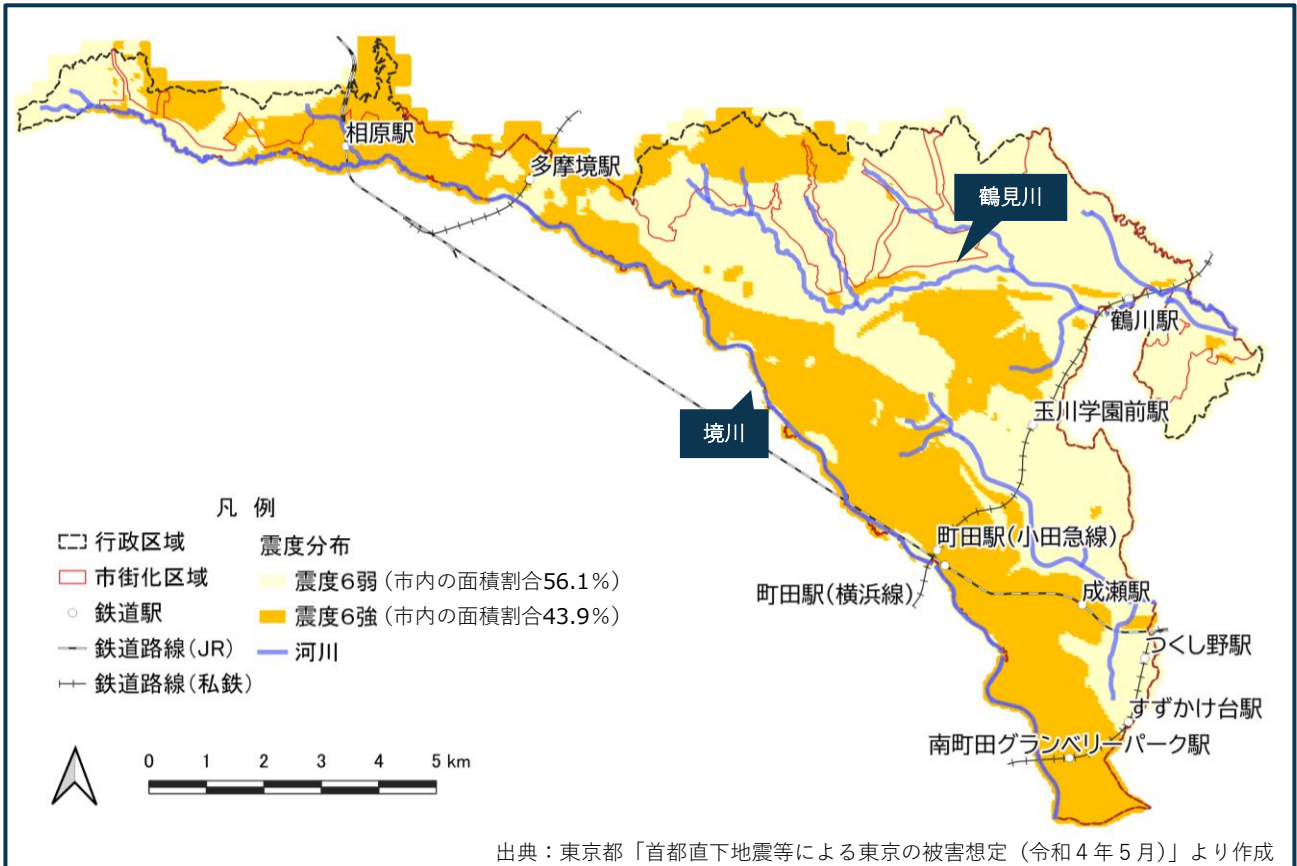 相原駅
多摩境駅
鶴見川
鶴川駅
玉川学園前駅
境川
町田駅(小田急線)
町田駅(横浜線)
成瀬駅
つくし野駅
すずかけ台駅
南町田グランベリーパーク駅
凡 例
行政区域
市街化区域
鉄道駅
鉄道路線(JR)
鉄道路線(私鉄)
震度分布
震度6弱 (市内の面積割合56.1%)
震度6強 (市内の面積割合43.9%)
河川
0 1 2 3 4 5 km
出典:東京都「首都直下地震等による東京の被害想定(令和4年5月)」より作成